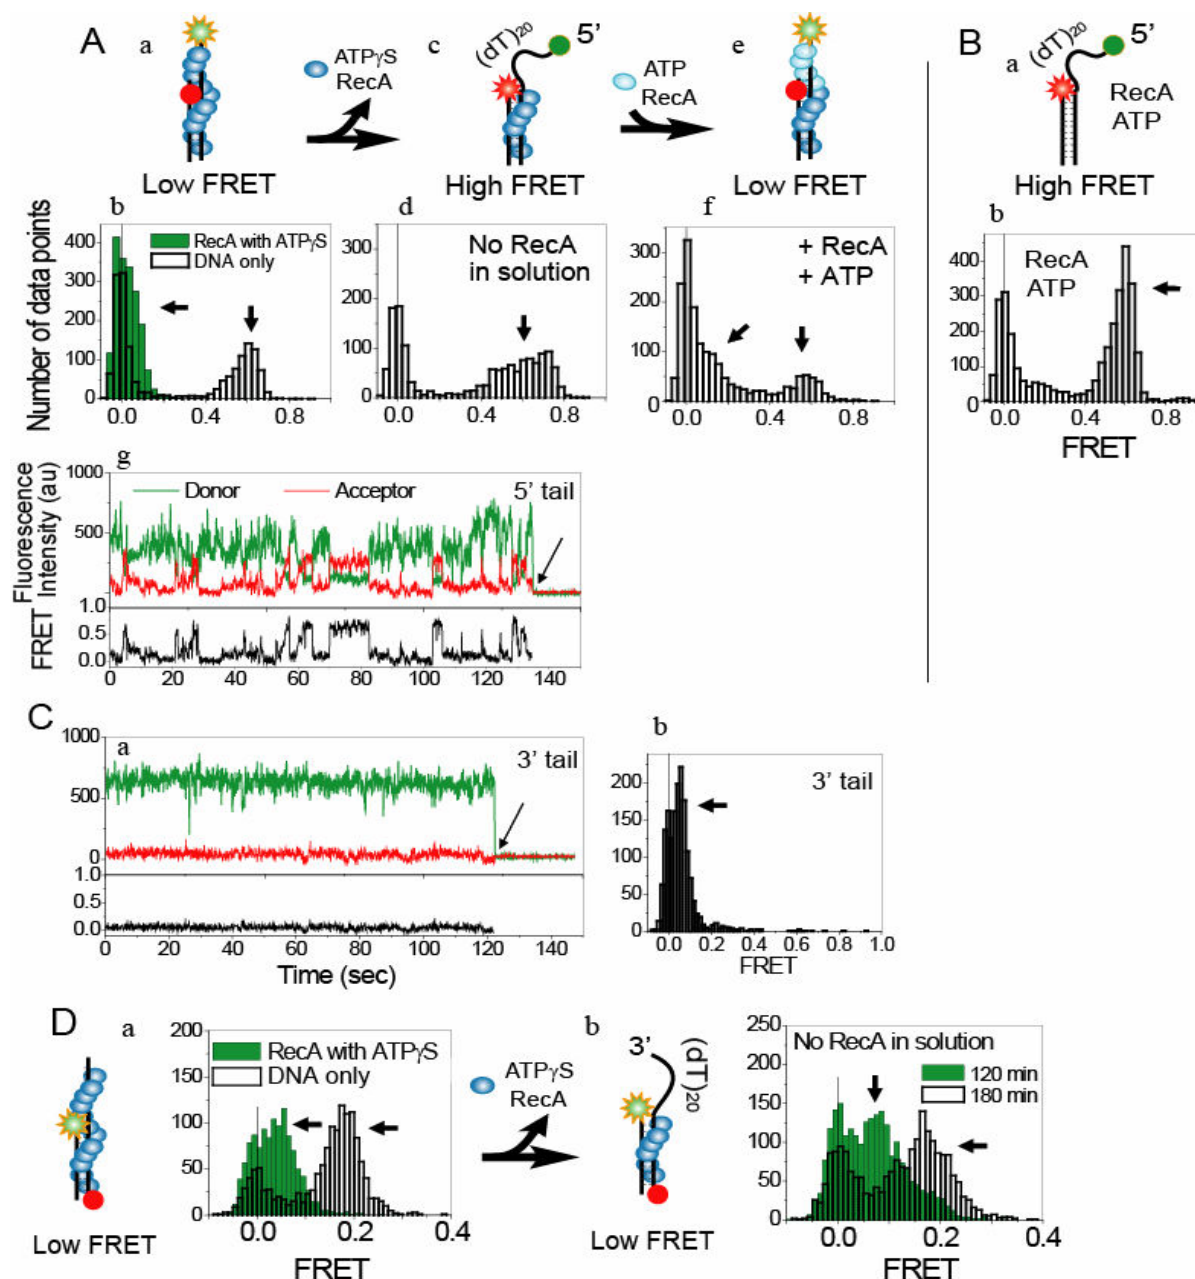 A
a
ATPγS
RecA
c
(dT)20
5'
ATP
RecA
e
B
a
(dT)20
5'
RecA
ATP
Low FRET
High FRET
Low FRET
High FRET
b
Number of data points
400
300
200
100
0
RecA with ATPγS
DNA only
0.0 0.4 0.8
d
300
200
100
0
No RecA
in solution
0.0 0.4 0.8
f
300
200
100
0
+ RecA
+ ATP
0.0 0.4 0.8
b
400
300
200
100
0
RecA
ATP
0.0 0.4 0.8
FRET
g
Fluorescence
Intensity (au)
1000
500
Donor
Acceptor
5' tail
FRET
1.0
0.5
0.0
0 20 40 60 80 100 120 140
C
a
1000
500
0
3' tail
1.0
0.5
0.0
0 20 40 60 80 100 120 140
Time (sec)
b
200
150
100
50
0
3' tail
0.0 0.2 0.4 0.6 0.8 1.0
FRET
D
a
Low FRET
200
150
100
50
0
RecA with ATPγS
DNA only
0.0 0.2 0.4
FRET
ATPγS
RecA
b
3'
(dT)20
Low FRET
250
200
150
100
50
0
No RecA in solution
120 min
180 min
0.0 0.2 0.4
FRET